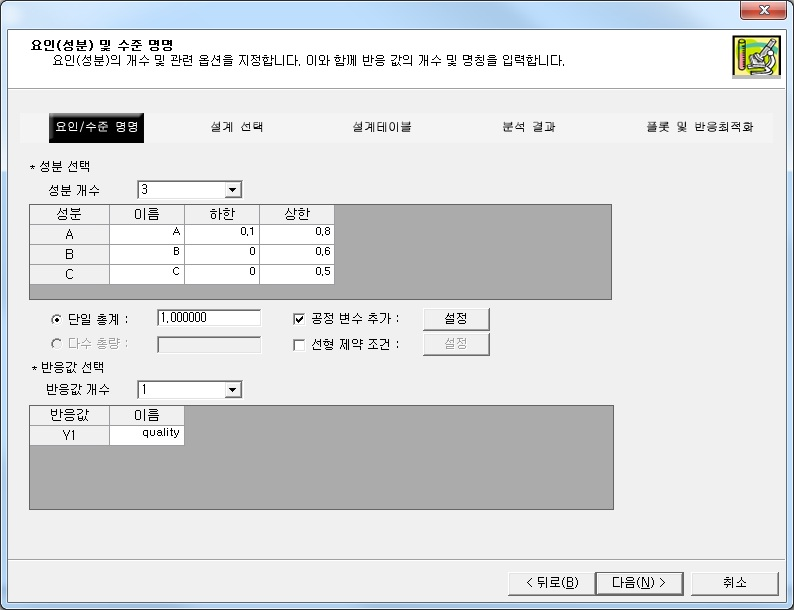 요인(성분) 및 수준 명명
요인(성분)의 개수 및 관련 옵션을 지정합니다. 이와 함께 반응 값의 개수 및 명칭을 입력합니다.
요인/수준 명명 설계 선택 설계테이블 분석 결과 플롯 및 반응최적화
* 성분 선택
성분 개수 3
성분 이름 하한 상한
A A 0.1 0.8
B B 0 0.6
C C 0 0.5
단일 총계 : 1.000000 공정 변수 추가 : 설정
다수 총량 : 선형 제약 조건 : 설정
* 반응값 선택
반응값 개수 1
반응값 이름
Y1 quality
< 뒤로(B) 다음(N) > 취소